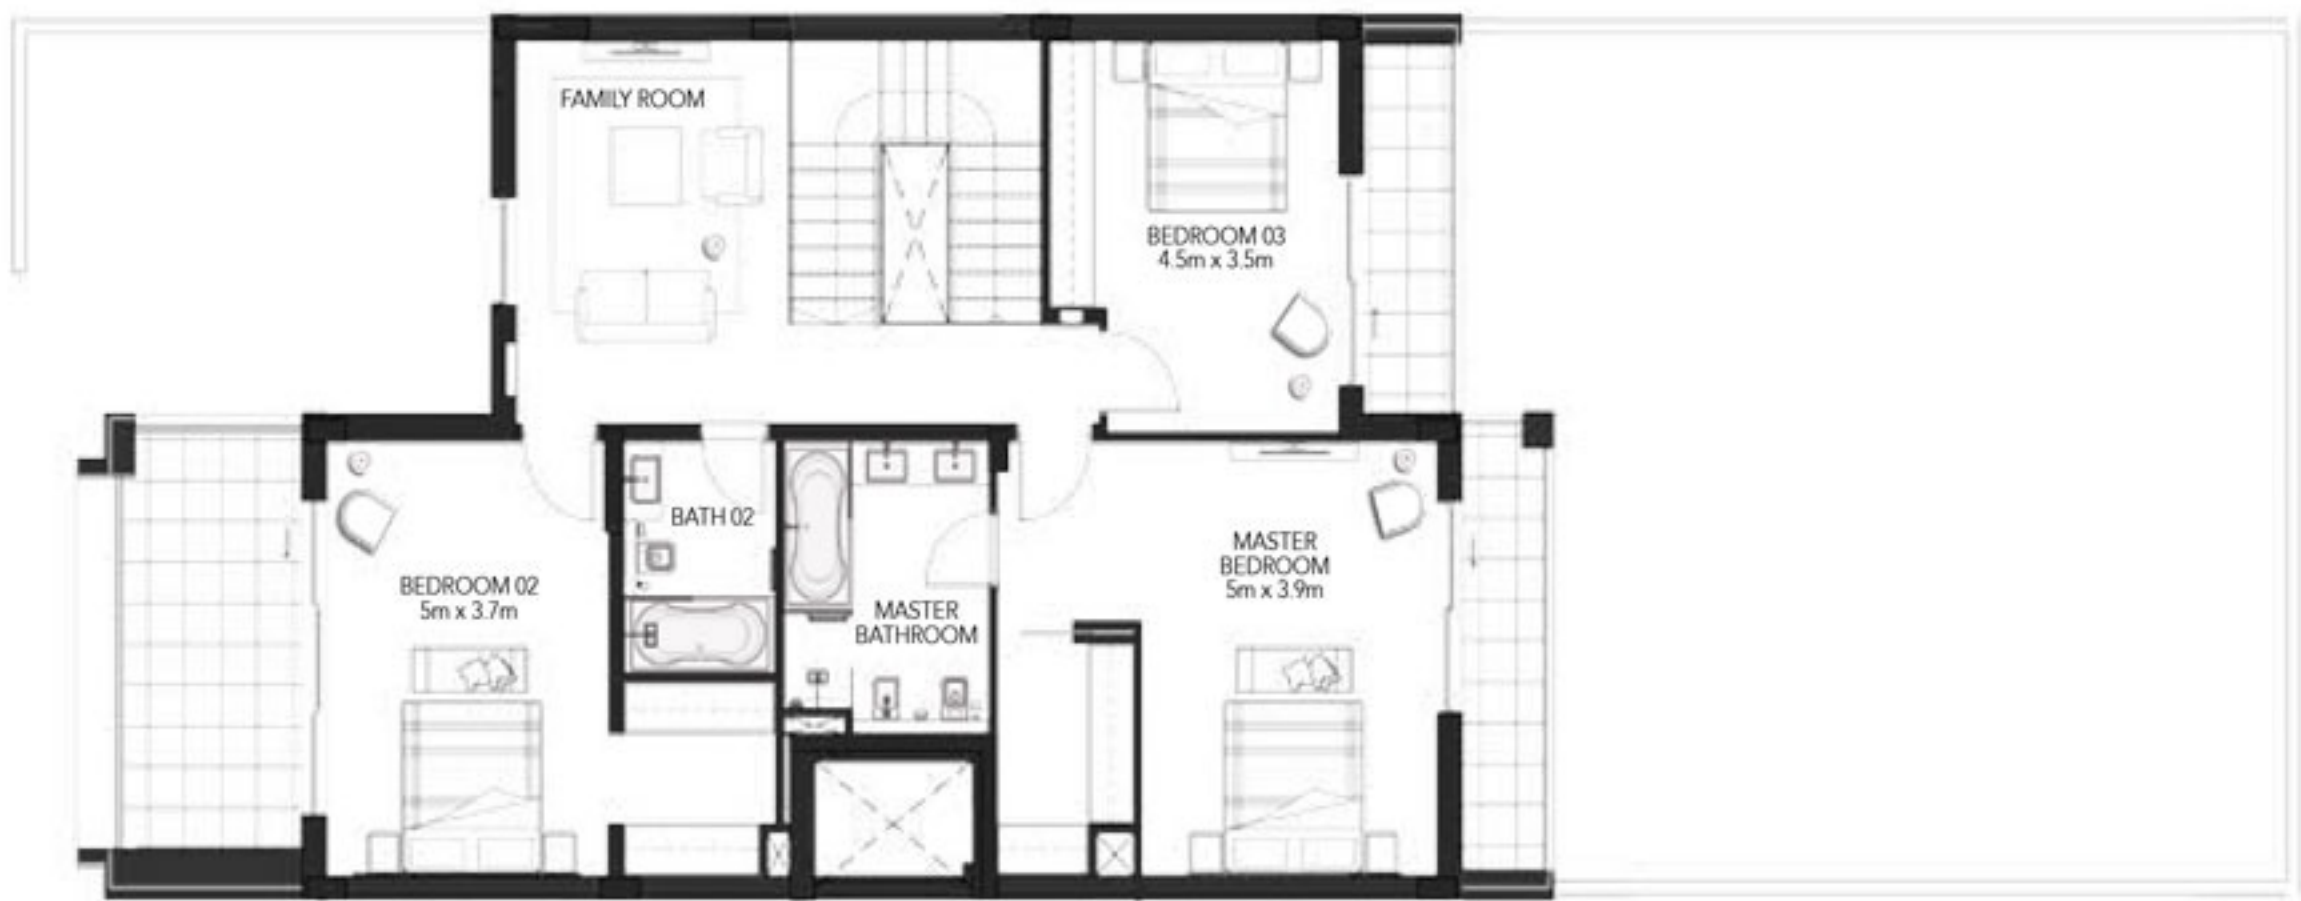 FAMILY ROOM
BEDROOM 03
4.5m x 3.5m
BATH 02
MASTER
BEDROOM
5m x 3.9m
BEDROOM 02
5m x 3.7m
MASTER
BATHROOM